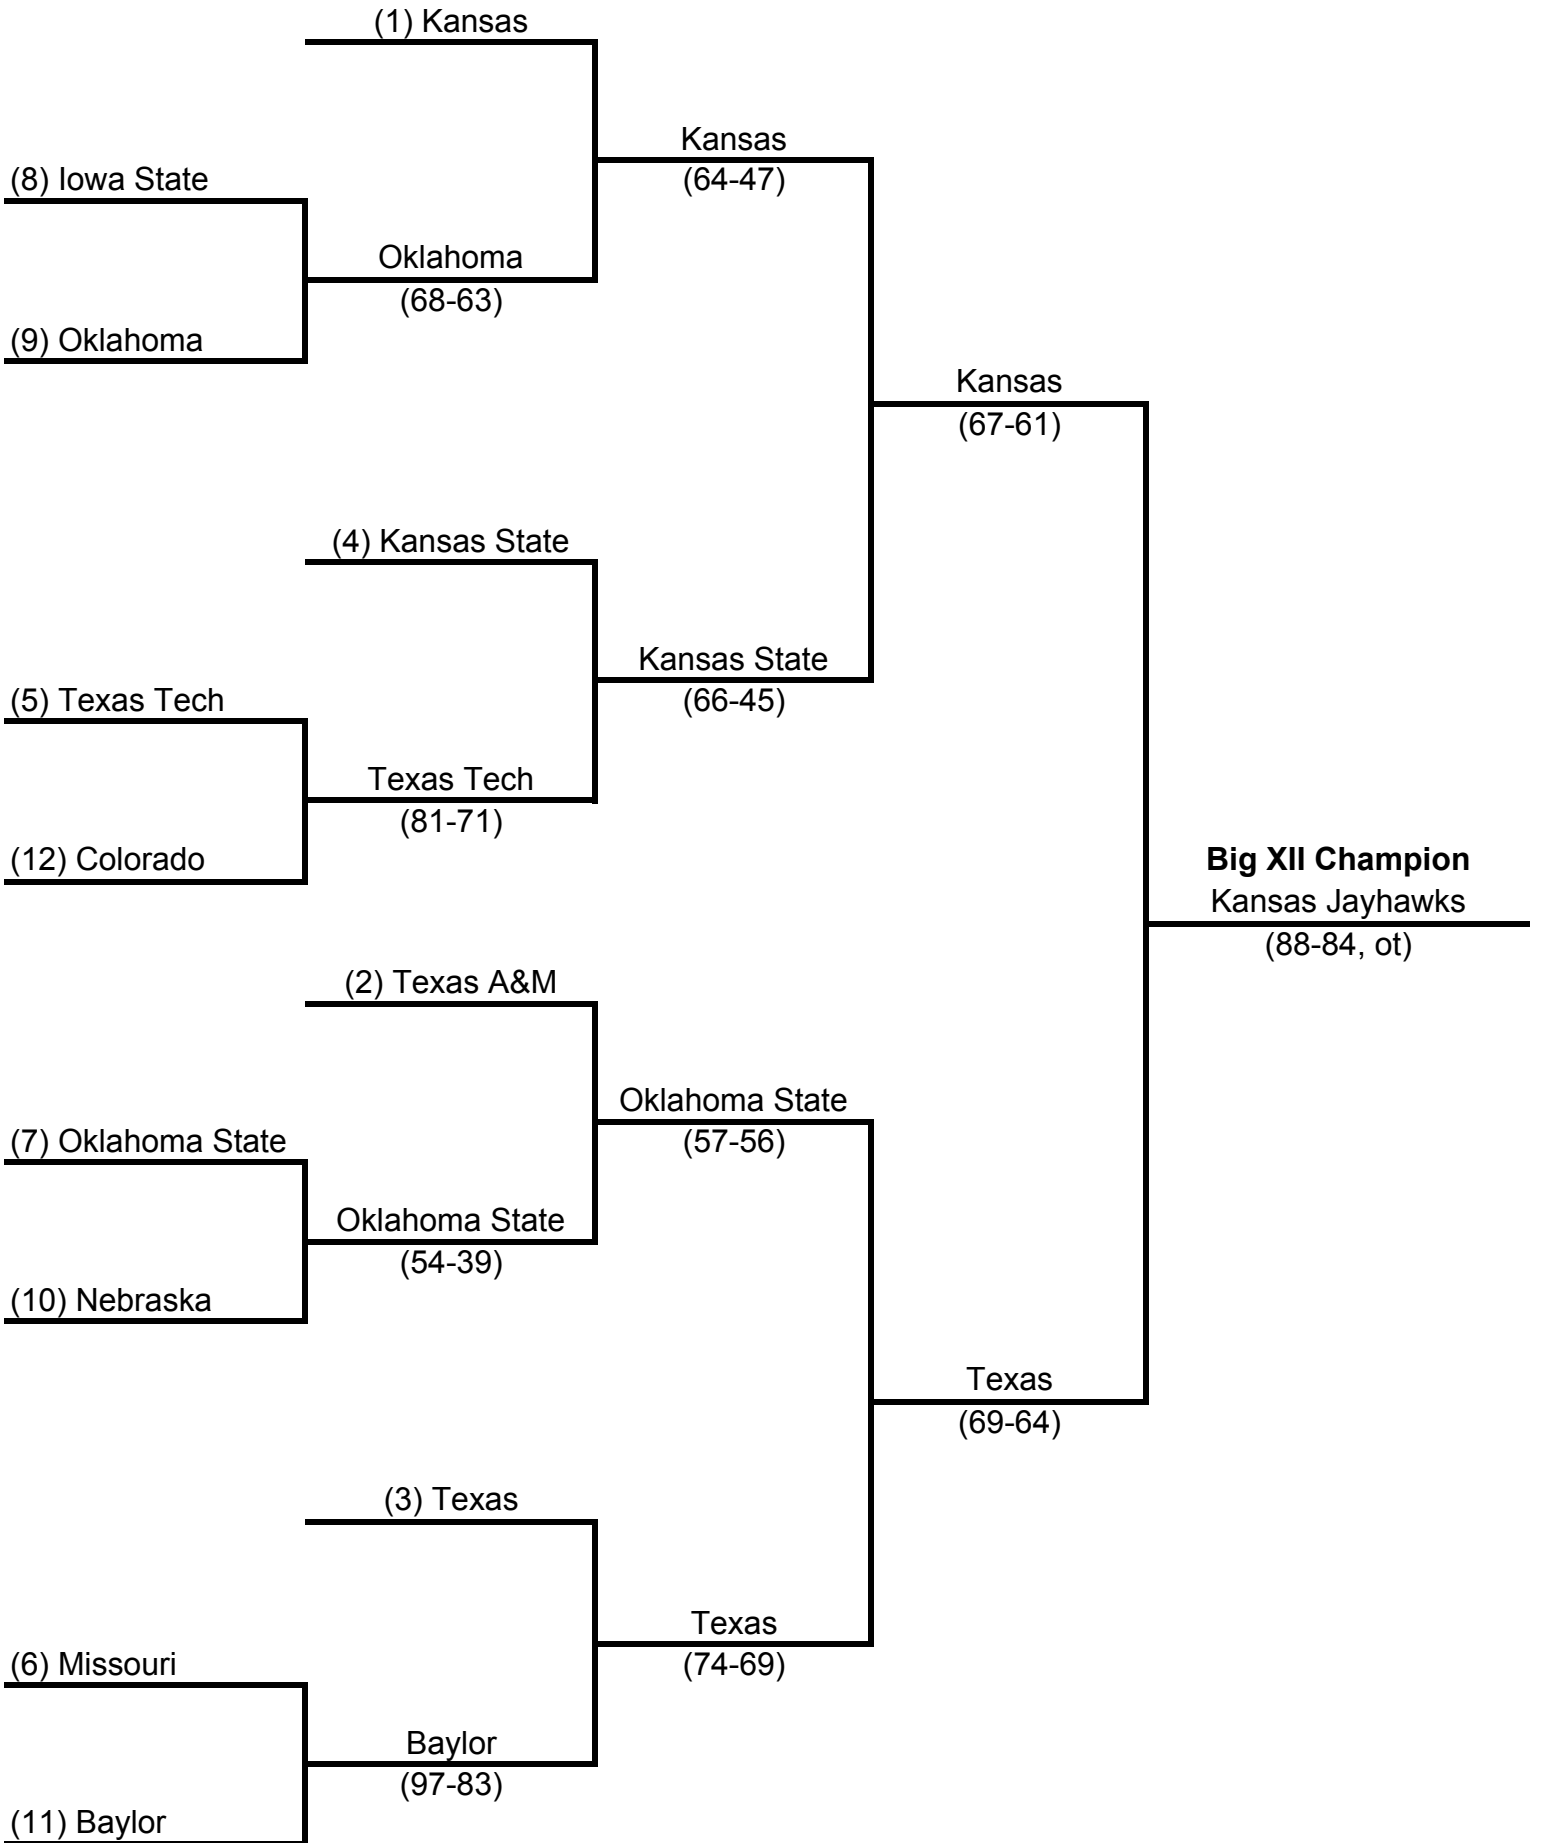 (1) Kansas
Kansas
(64-47)
(8) Iowa State
Oklahoma
(68-63)
(9) Oklahoma
Kansas
(67-61)
(4) Kansas State
Kansas State
(66-45)
(5) Texas Tech
Texas Tech
(81-71)
(12) Colorado
Big XII Champion
Kansas Jayhawks
(88-84, ot)
(2) Texas A&M
Oklahoma State
(57-56)
(7) Oklahoma State
Oklahoma State
(54-39)
(10) Nebraska
Texas
(69-64)
(3) Texas
Texas
(74-69)
(6) Missouri
Baylor
(97-83)
(11) Baylor